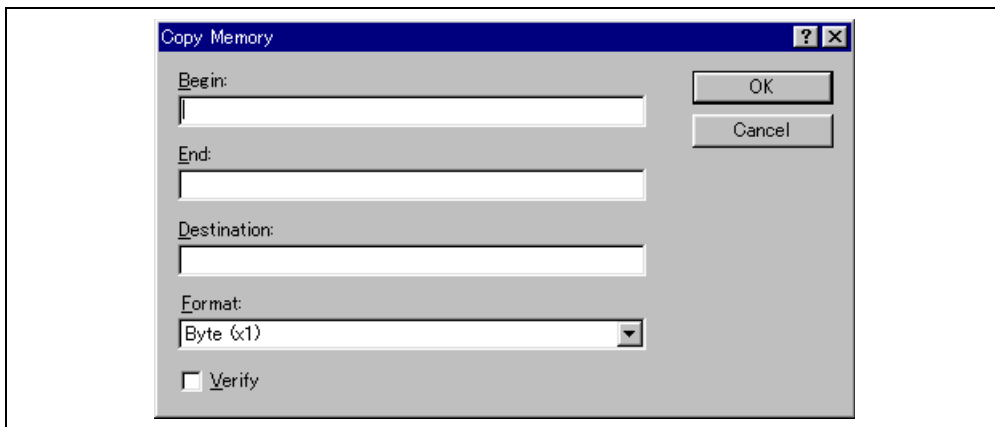 Copy Memory
Begin:
OK
Cancel
End:
Destination:
Format:
Byte (x1)
Verify